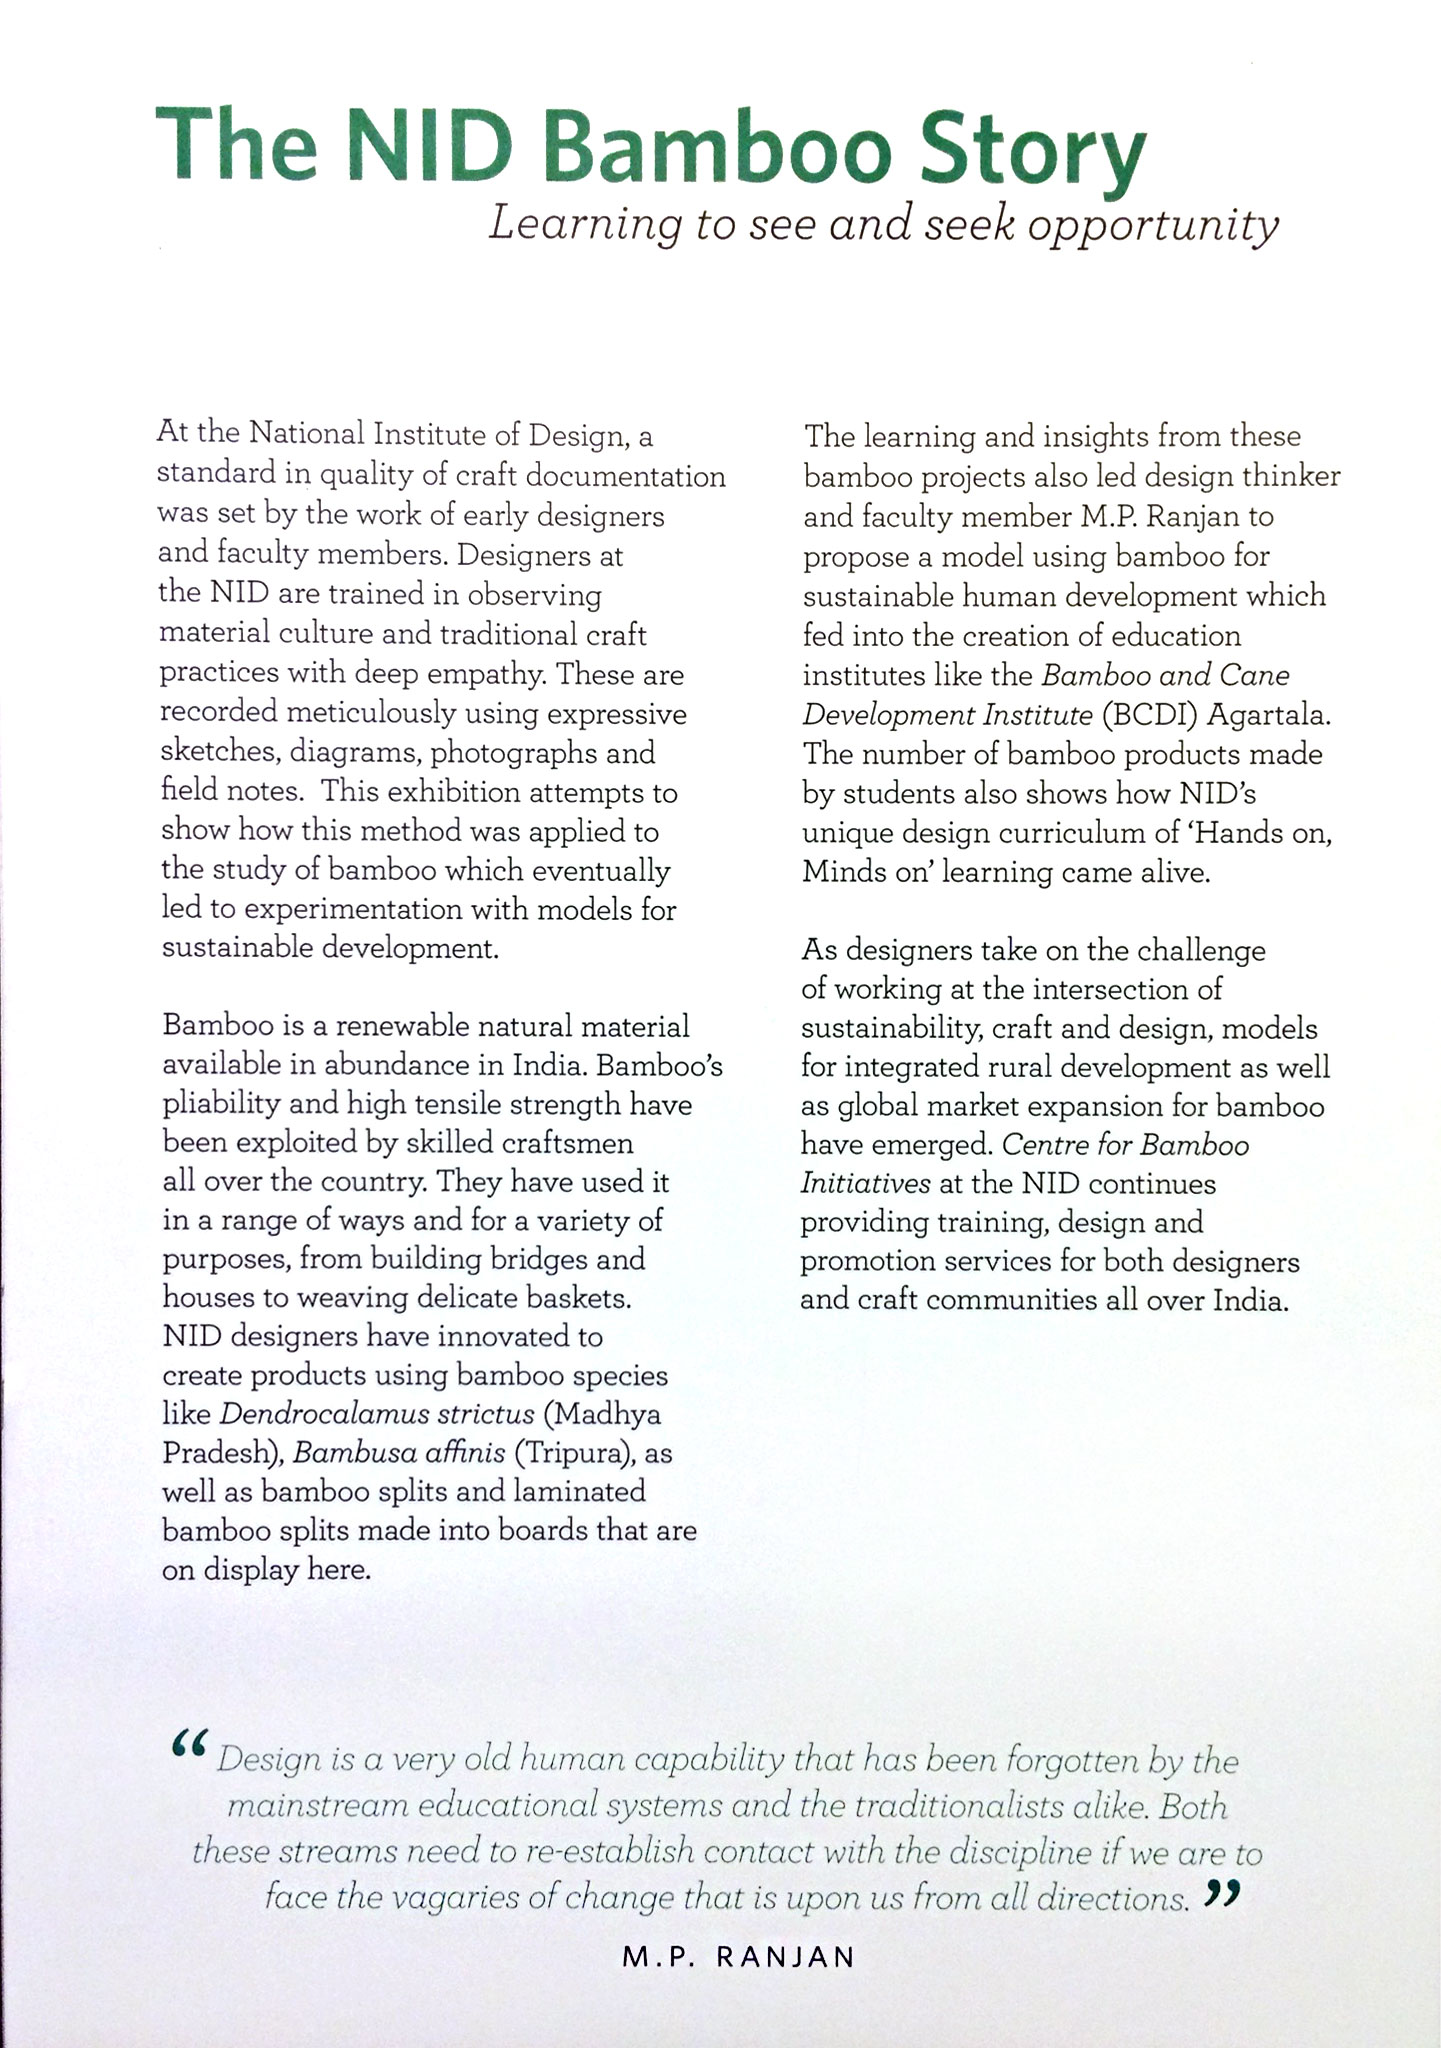 The NID Bamboo Story
Learning to see and seek opportunity
At the National Institute of Design, a
standard in quality of craft documentation
was set by the work of early designers
and faculty members. Designers at
the NID are trained in observing
material culture and traditional craft
practices with deep empathy. These are
recorded meticulously using expressive
sketches, diagrams, photographs and
field notes.  This exhibition attempts to
show how this method was applied to
the study of bamboo which eventually
led to experimentation with models for
sustainable development.
Bamboo is a renewable natural material
available in abundance in India. Bamboo’s
pliability and high tensile strength have
been exploited by skilled craftsmen
all over the country. They have used it
in a range of ways and for a variety of
purposes, from building bridges and
houses to weaving delicate baskets.
NID designers have innovated to
create products using bamboo species
like Dendrocalamus strictus (Madhya
Pradesh), Bambusa affinis (Tripura), as
well as bamboo splits and laminated
bamboo splits made into boards that are
on display here.
The learning and insights from these
bamboo projects also led design thinker
and faculty member M.P. Ranjan to
propose a model using bamboo for
sustainable human development which
fed into the creation of education
institutes like the Bamboo and Cane
Development Institute (BCDI) Agartala.
The number of bamboo products made
by students also shows how NID’s
unique design curriculum of ‘Hands on,
Minds on’ learning came alive.
As designers take on the challenge
of working at the intersection of
sustainability, craft and design, models
for integrated rural development as well
as global market expansion for bamboo
have emerged. Centre for Bamboo
Initiatives at the NID continues
providing training, design and
promotion services for both designers
and craft communities all over India.
“Design is a very old human capability that has been forgotten by the
mainstream educational systems and the traditionalists alike. Both
these streams need to re-establish contact with the discipline if we are to
face the vagaries of change that is upon us from all directions.”
M.P. RANJAN